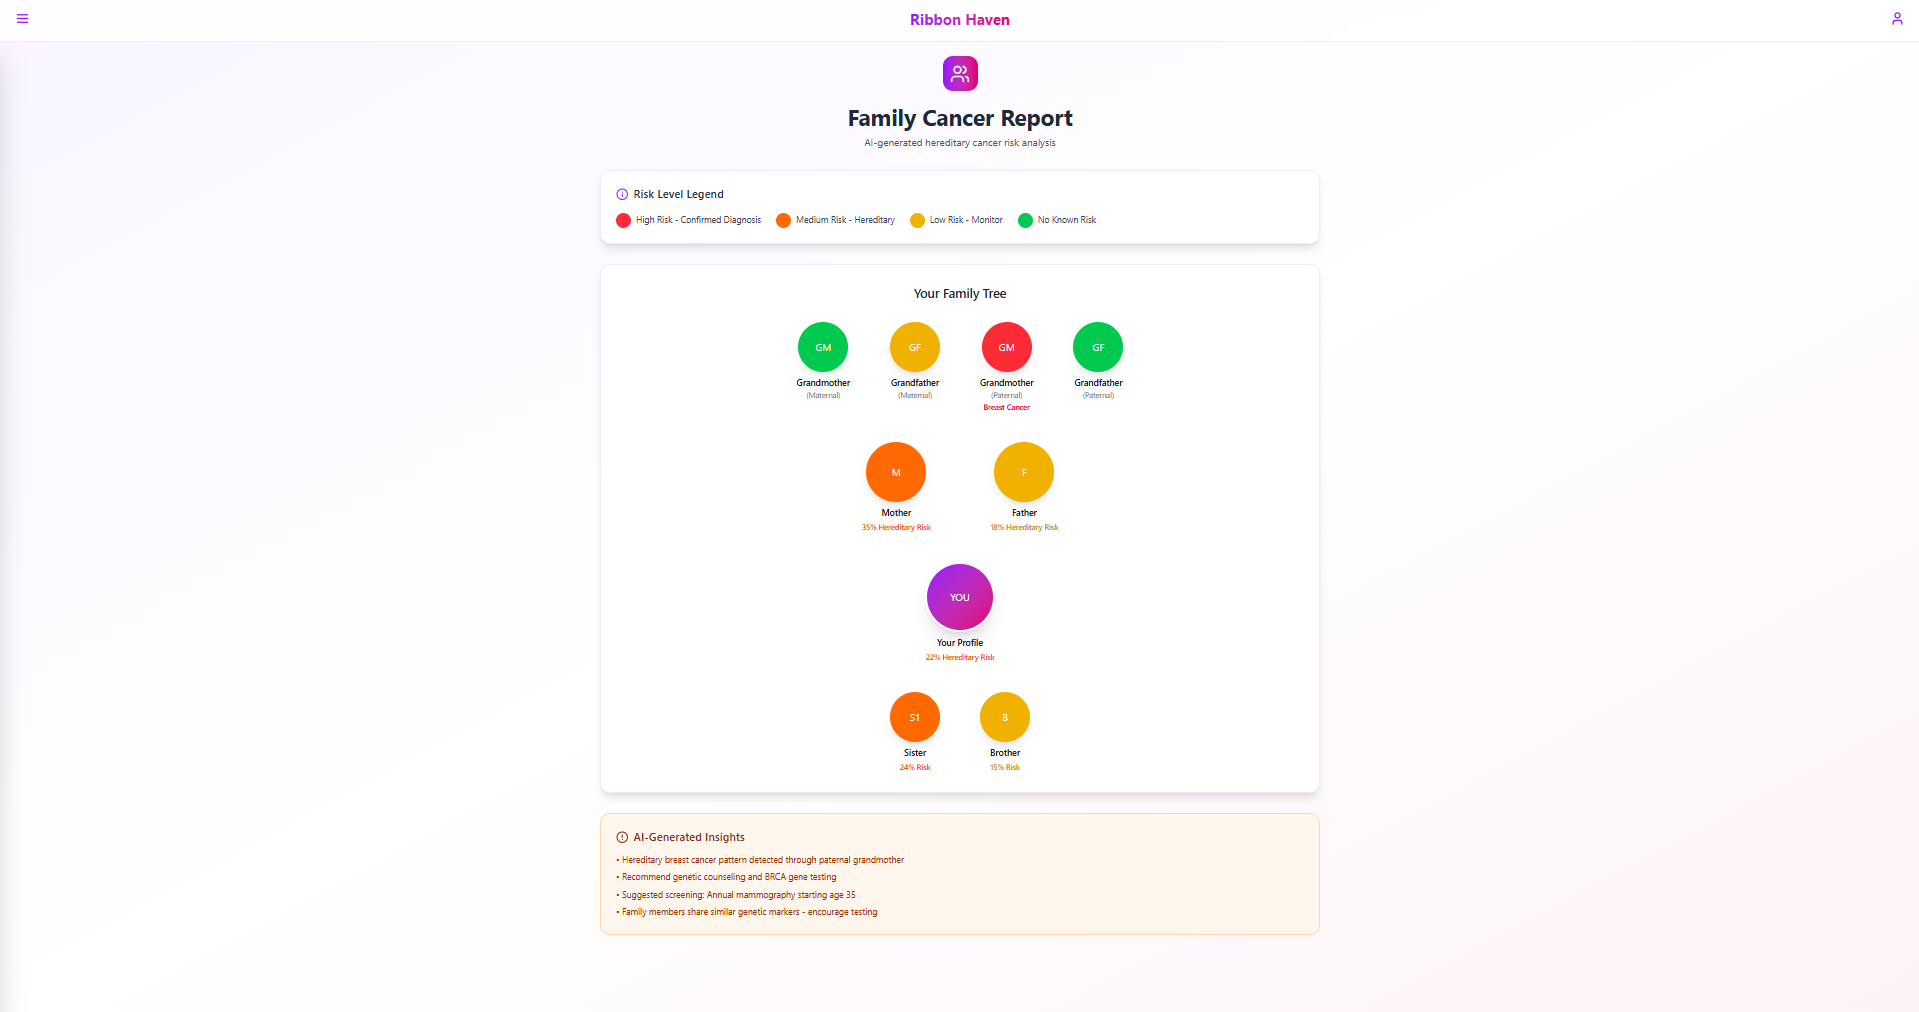 Ribbon Haven
Family Cancer Report
AI-generated hereditary cancer risk analysis
Risk Level Legend
High Risk - Confirmed Diagnosis Medium Risk - Hereditary Low Risk - Monitor No Known Risk
Your Family Tree
GM GF GM GF
Grandmother Grandfather Grandmother Grandfather
(Maternal) (Maternal) (Paternal) (Paternal)
Breast Cancer
M F
Mother Father
35% Hereditary Risk 18% Hereditary Risk
YOU
Your Profile
22% Hereditary Risk
S1 B
Sister Brother
24% Risk 15% Risk
AI-Generated Insights
• Hereditary breast cancer pattern detected through paternal grandmother
• Recommend genetic counseling and BRCA gene testing
• Suggested screening: Annual mammography starting age 35
• Family members share similar genetic markers - encourage testing